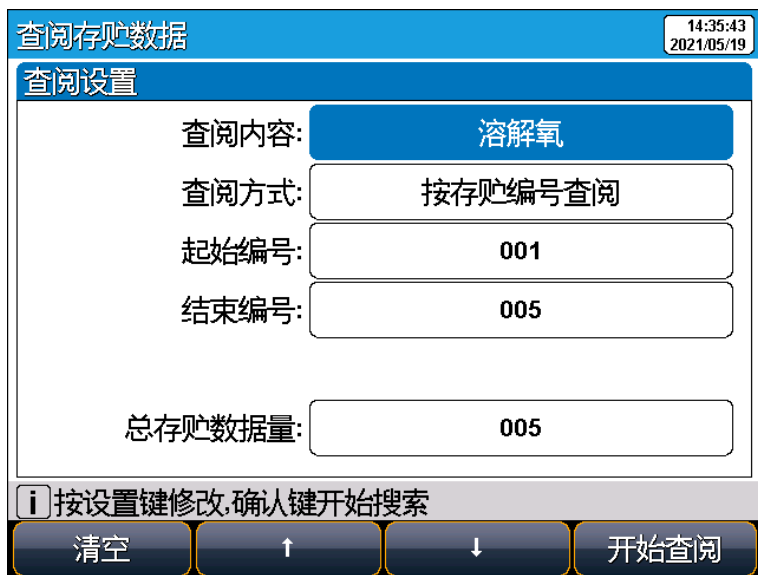 查阅存贮数据
14:35:43
2021/05/19
查阅设置
查阅内容: 溶解氧
查阅方式: 按存贮编号查阅
起始编号: 001
结束编号: 005
总存贮数据量: 005
i 按设置键修改,确认键开始搜索
清空 ↑ ↓ 开始查阅